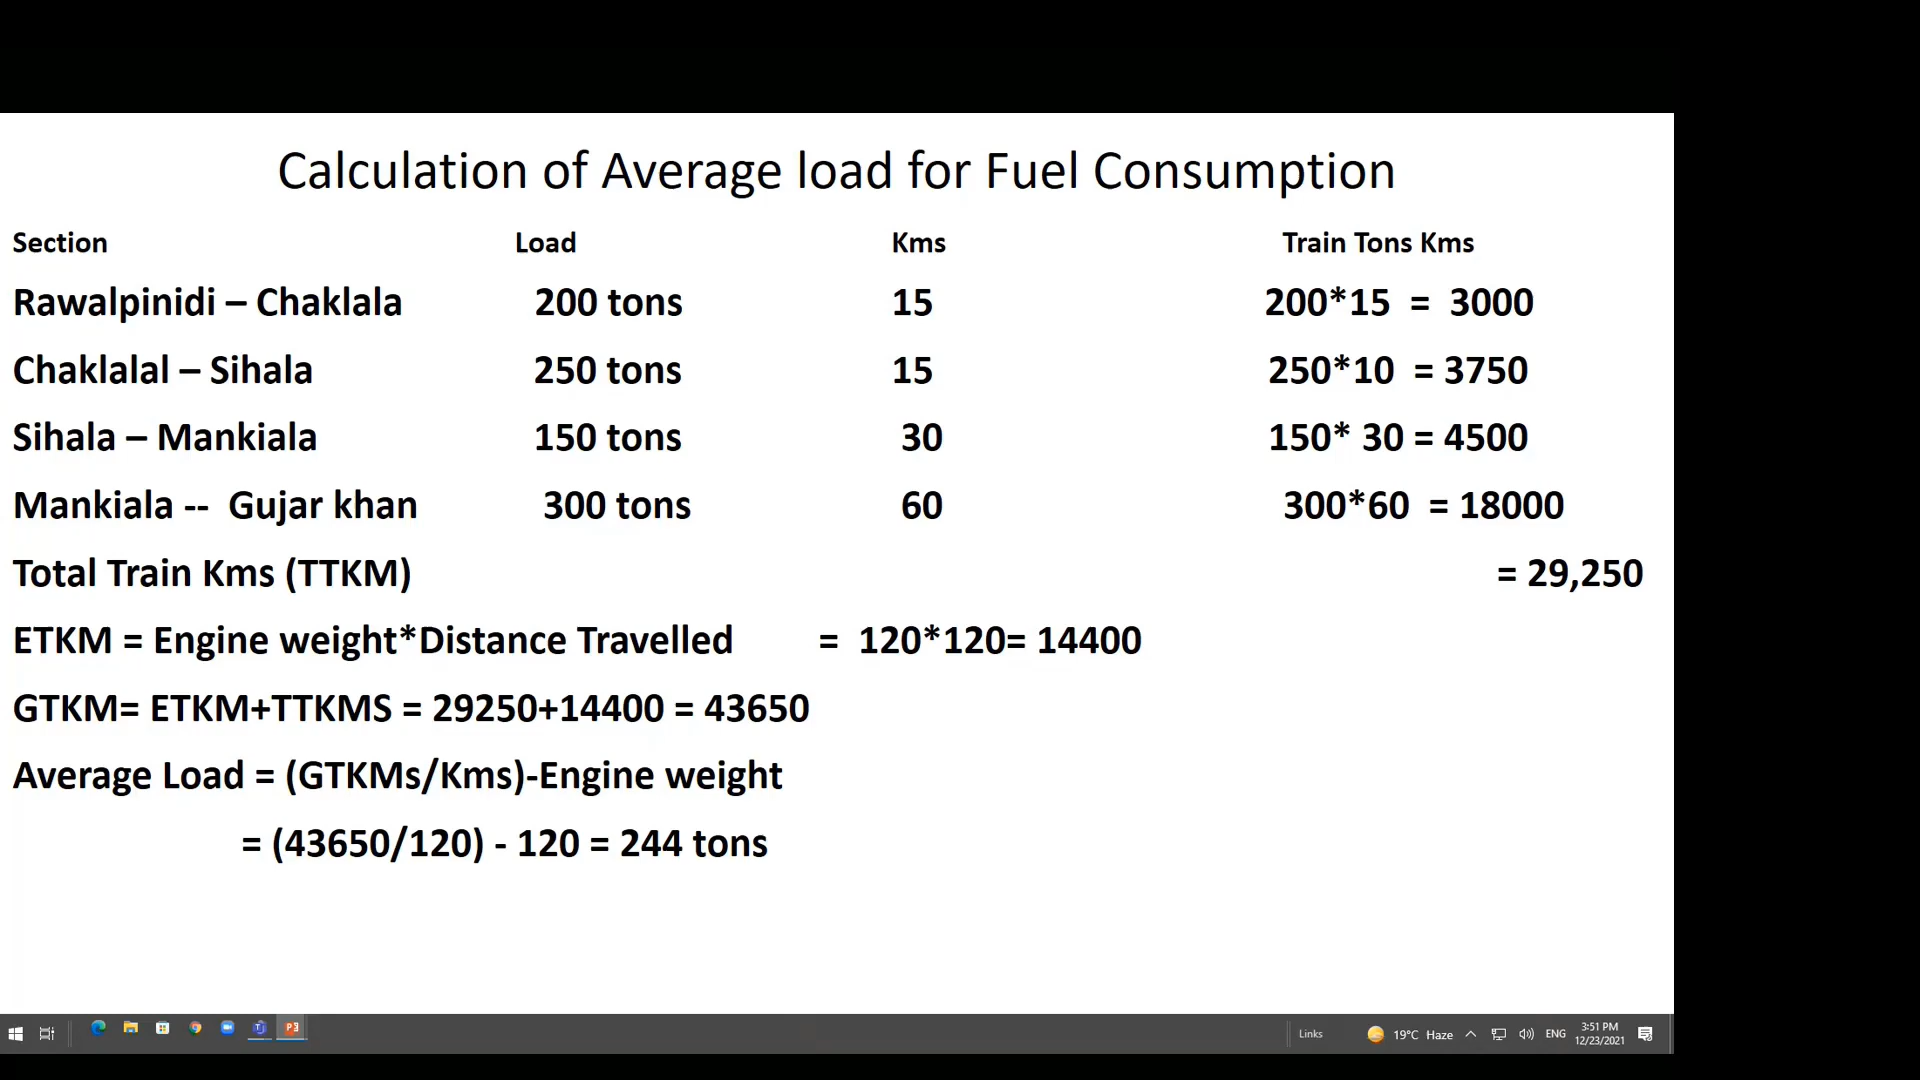 Calculation of Average load for Fuel Consumption
Section Load Kms Train Tons Kms
Rawalpinidi – Chaklala 200 tons 15 200*15 = 3000
Chaklalal – Sihala 250 tons 15 250*10 = 3750
Sihala – Mankiala 150 tons 30 150* 30 = 4500
Mankiala -- Gujar khan 300 tons 60 300*60 = 18000
Total Train Kms (TTKM) = 29,250
ETKM = Engine weight*Distance Travelled = 120*120= 14400
GTKM= ETKM+TTKMS = 29250+14400 = 43650
Average Load = (GTKMs/Kms)-Engine weight
= (43650/120) - 120 = 244 tons
Links 19°C Haze ENG 3:51 PM
12/23/2021